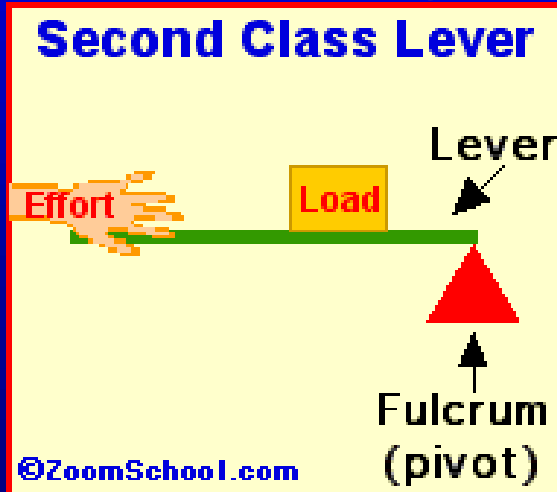 Second Class Lever
Lever
Effort
Load
Fulcrum
(pivot)
©ZoomSchool.com